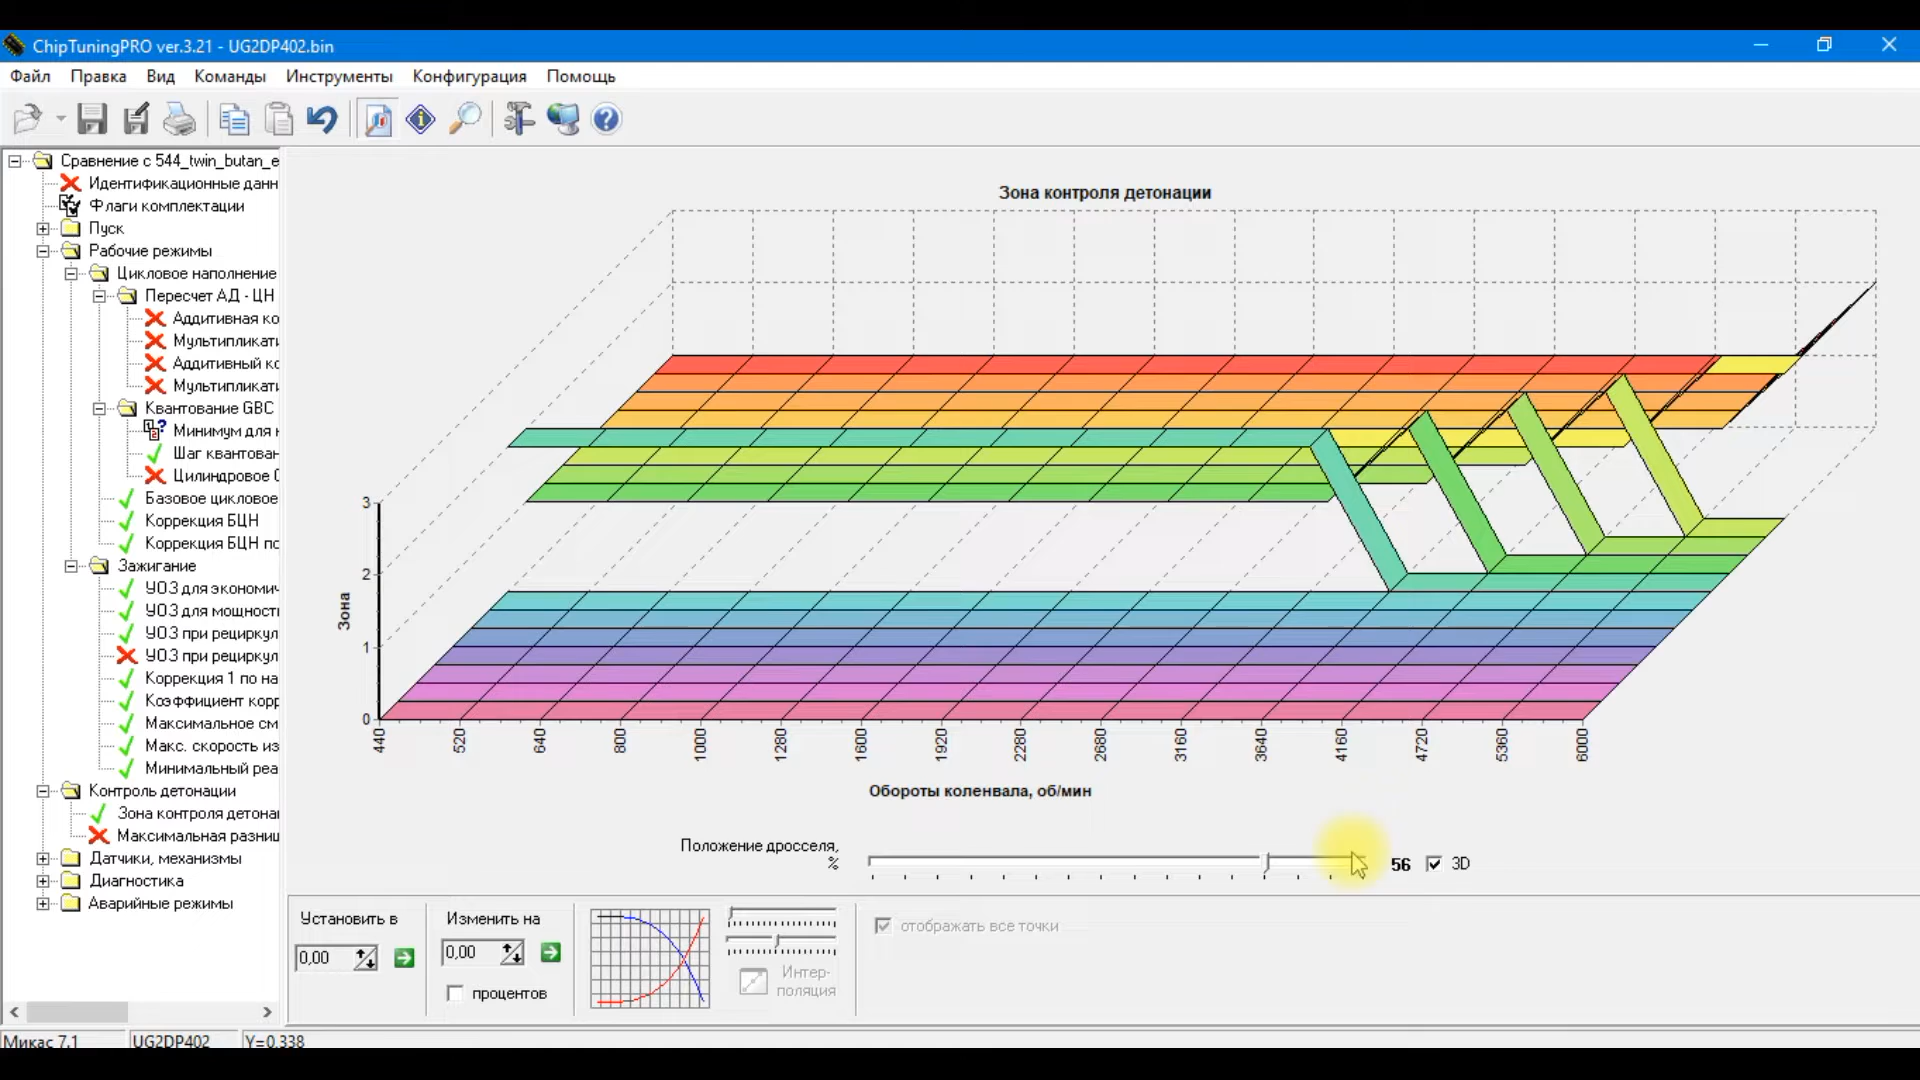 ChipTuningPRO ver.3.21 - UG2DP402.bin
Файл Правка Вид Команды Инструменты Конфигурация Помощь
Сравнение с 544_twin_butan_e
Идентификационные данн
Флаги комплектации
Пуск
Рабочие режимы
Цикловое наполнение
Пересчет АД - ЦН
Аддитивная ко
Мультипликати
Аддитивный ко
Мультипликати
Квантование GBC
Минимум для к
Шаг квантован
Цилиндровое
Базовое цикловое
Коррекция БЦН
Коррекция БЦН по
Зажигание
УОЗ для экономич
УОЗ для мощност
УОЗ при рециркул
УОЗ при рециркул
Коррекция 1 по на
Коэффициент корр
Максимальное см
Макс. скорость из
Минимальный реа
Контроль детонации
Зона контроля детона
Максимальная разниц
Датчики, механизмы
Диагностика
Аварийные режимы
Зона контроля детонации
Зона
3
2
1
0
440 520 640 800 1000 1280 1600 1920 2280 2680 3160 3640 4160 4720 5360 6000
Обороты коленвала, об/мин
Положение дросселя,
%
56 3D
Установить в
0,00
Изменить на
0,00
процентов
Интер-
поляция
отображать все точки
Микас 7.1 UG2DP402 Y=0,338